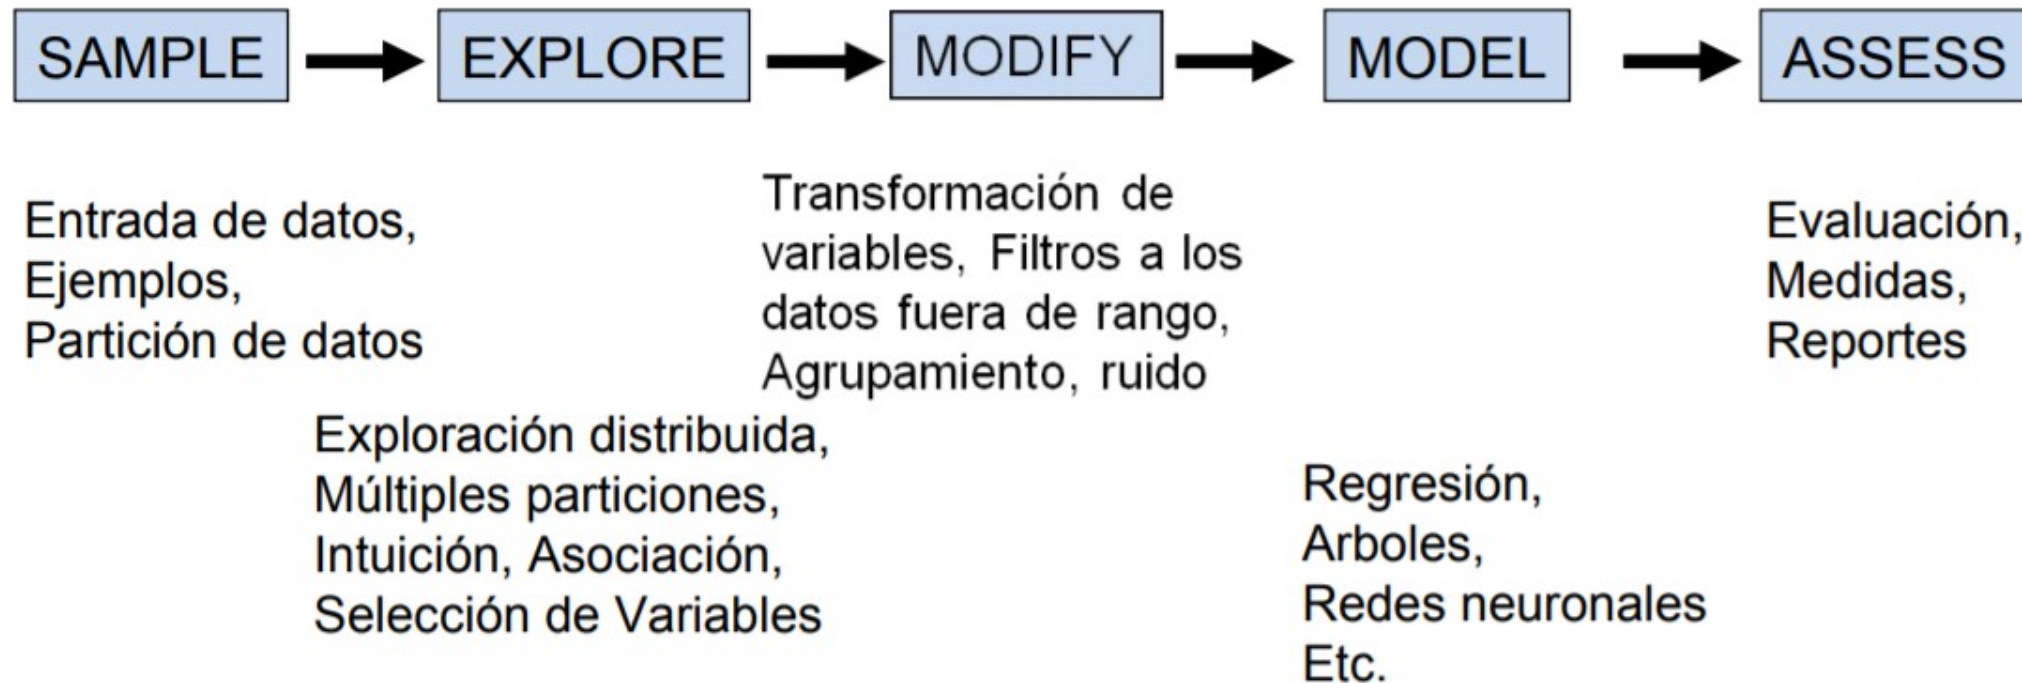 SAMPLE
EXPLORE
MODIFY
MODEL
ASSESS
Entrada de datos,
Ejemplos,
Partición de datos
Exploración distribuida,
Múltiples particiones,
Intuición, Asociación,
Selección de Variables
Transformación de
variables, Filtros a los
datos fuera de rango,
Agrupamiento, ruido
Regresión,
Arboles,
Redes neuronales
Etc.
Evaluación,
Medidas,
Reportes